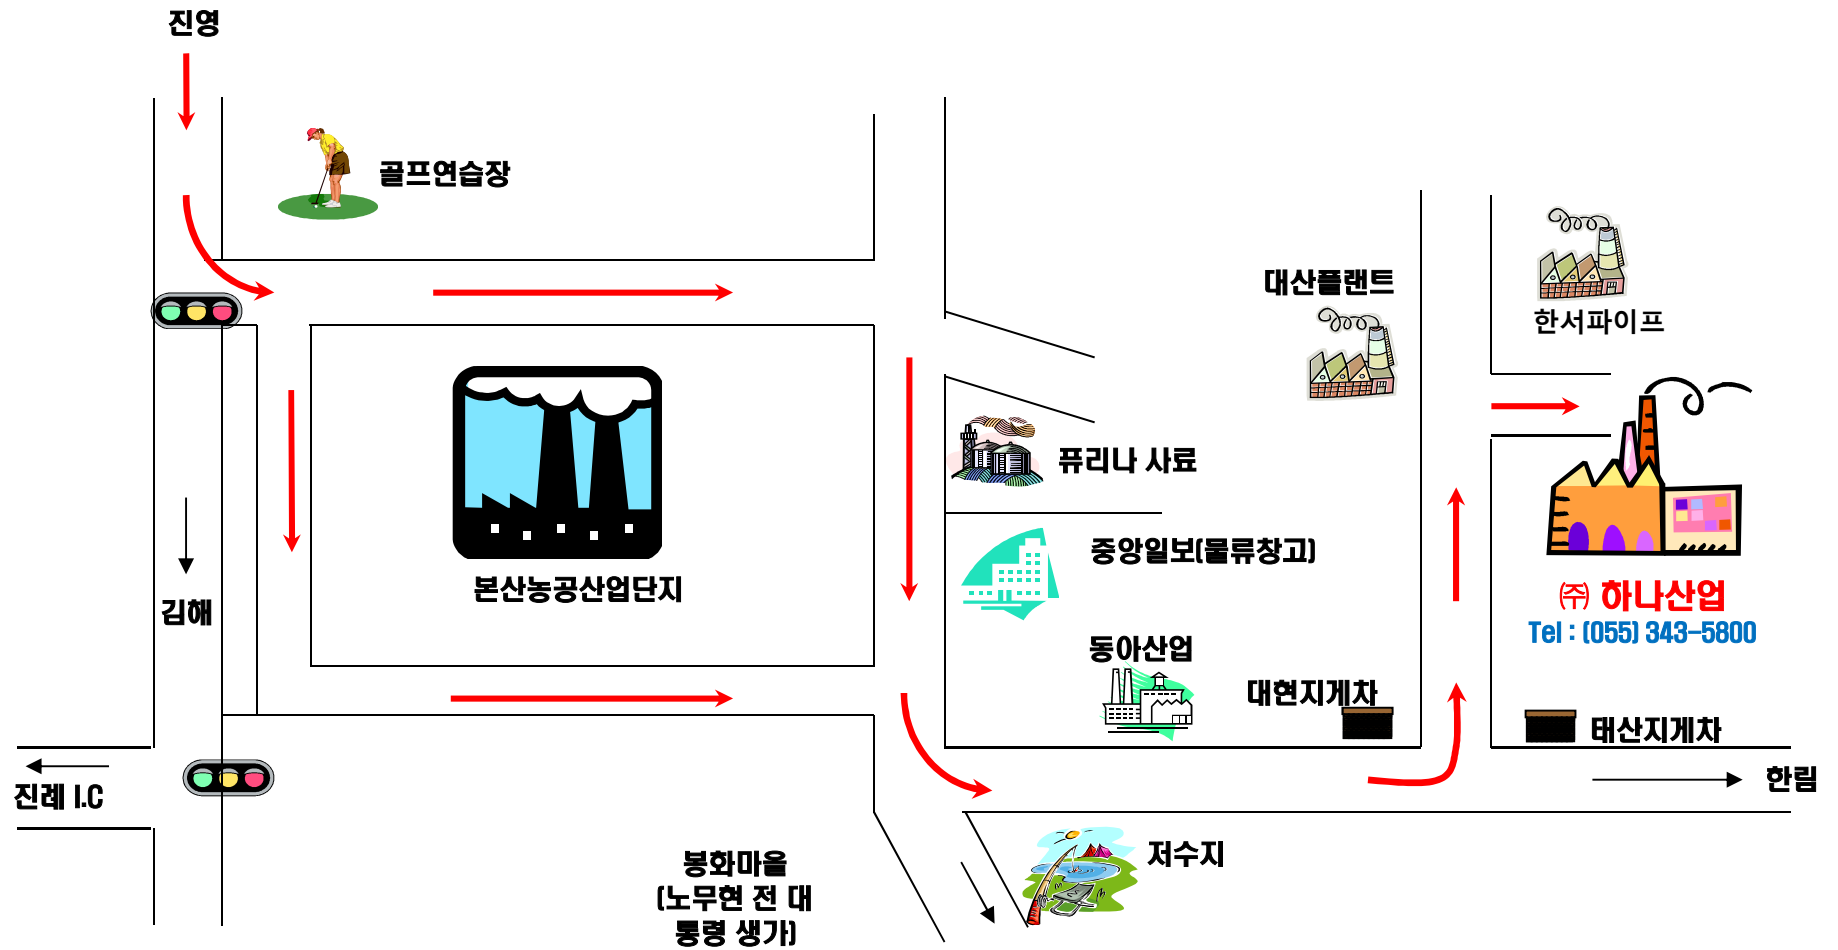 진영
골프연습장
대산플랜트
한서파이프
퓨리나 사료
중앙일보(물류창고)
본산농공산업단지
김해
㈜ 하나산업
Tel : (055) 343-5800
동아산업
대현지게차
태산지게차
한림
진례 I.C
저수지
봉화마을
(노무현 전 대
통령 생가)